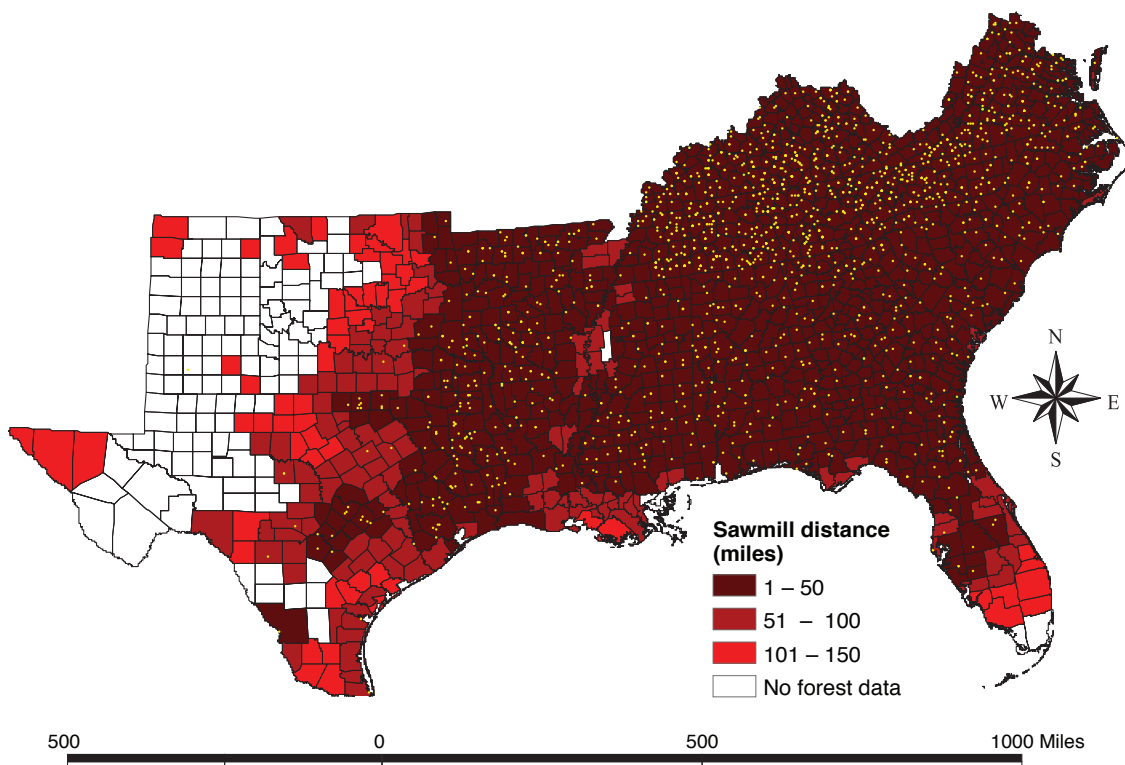 N
W E
S
Sawmill distance
(miles)
1 – 50
51 – 100
101 – 150
No forest data
500 0 500 1000 Miles